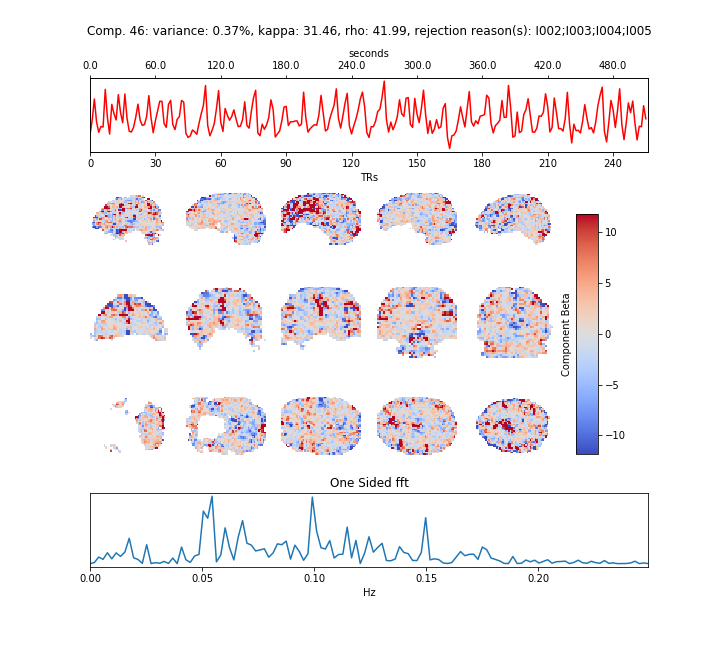 Comp. 46: variance: 0.37%, kappa: 31.46, rho: 41.99, rejection reason(s): I002;I003;I004;I005
seconds
0.0 60.0 120.0 180.0 240.0 300.0 360.0 420.0 480.0
0 30 60 90 120 150 180 210 240
TRs
10
5
0
−5
−10
Component Beta
One Sided fft
0.00 0.05 0.10 0.15 0.20
Hz